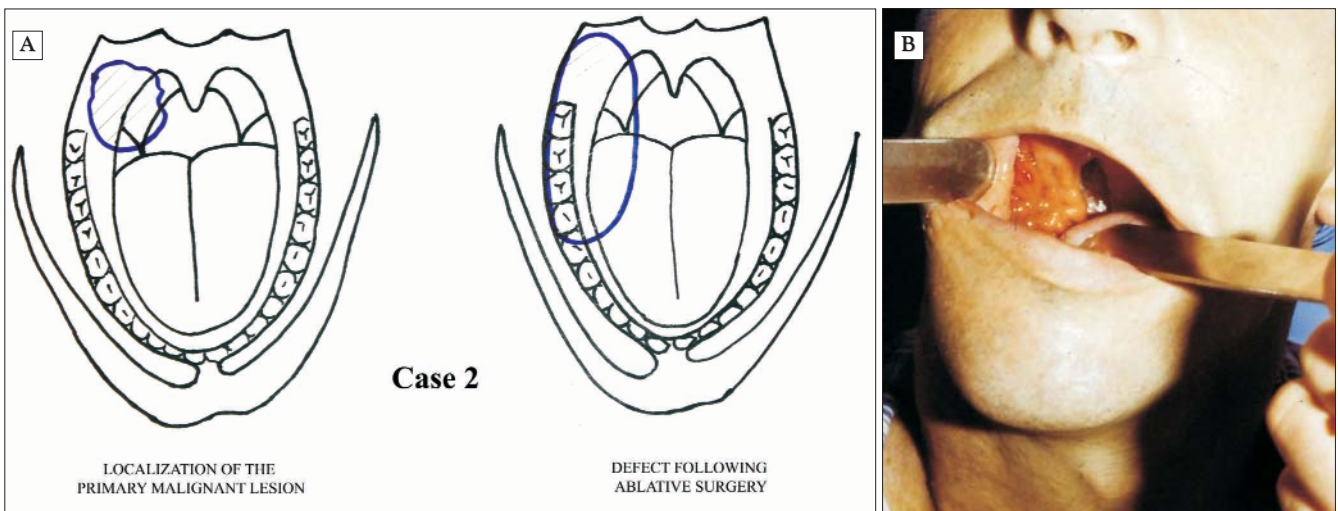 A
B
Case 2
LOCALIZATION OF THE
PRIMARY MALIGNANT LESION
DEFECT FOLLOWING
ABLATIVE SURGERY